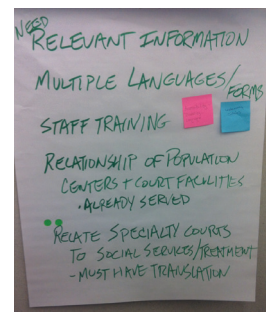 NEED
RELEVANT INFORMATION
MULTIPLE LANGUAGES/
FORMS
STAFF TRAINING
RELATIONSHIP OF POPULATION
CENTERS + COURT FACILITIES
• ALREADY SERVED
RELATE SPECIALTY COURTS
TO SOCIAL SERVICES/TREATMENT
- MUST HAVE TRANSLATION